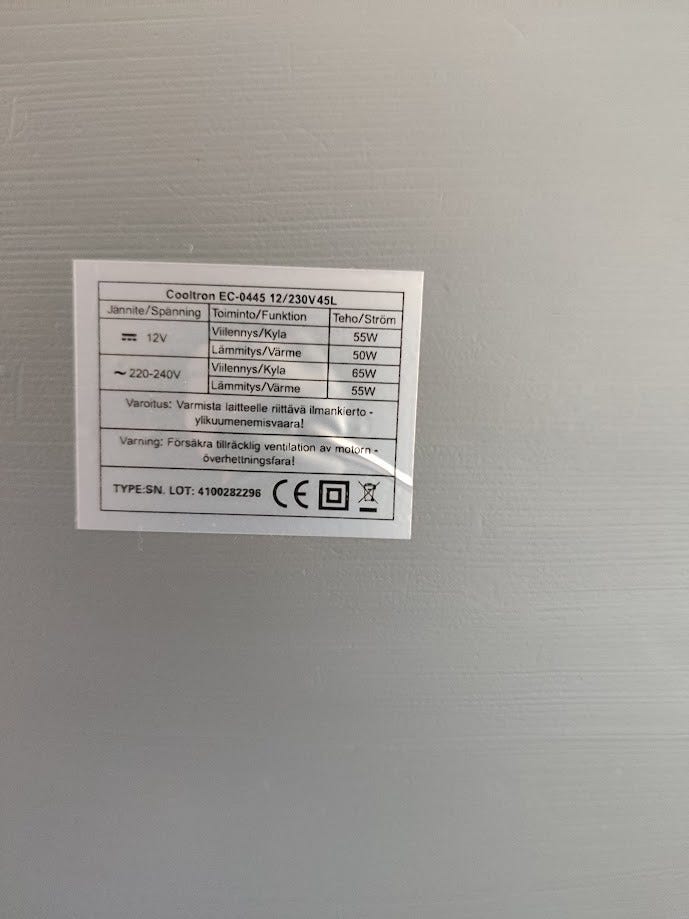 Cooltron EC-0445 12/230V45L
Jännite/Spänning Toiminto/Funktion Teho/Ström
12V Viilennys/Kyla 55W
Lämmitys/Värme 50W
~220-240V Viilennys/Kyla 65W
Lämmitys/Värme 55W
Varoitus: Varmista laitteelle riittävä ilmankierto -
ylikuumenemisvaara!
Varning: Försäkra tillräcklig ventilation av motorn -
överhettningsfara!
TYPE:SN. LOT: 4100282296 CE